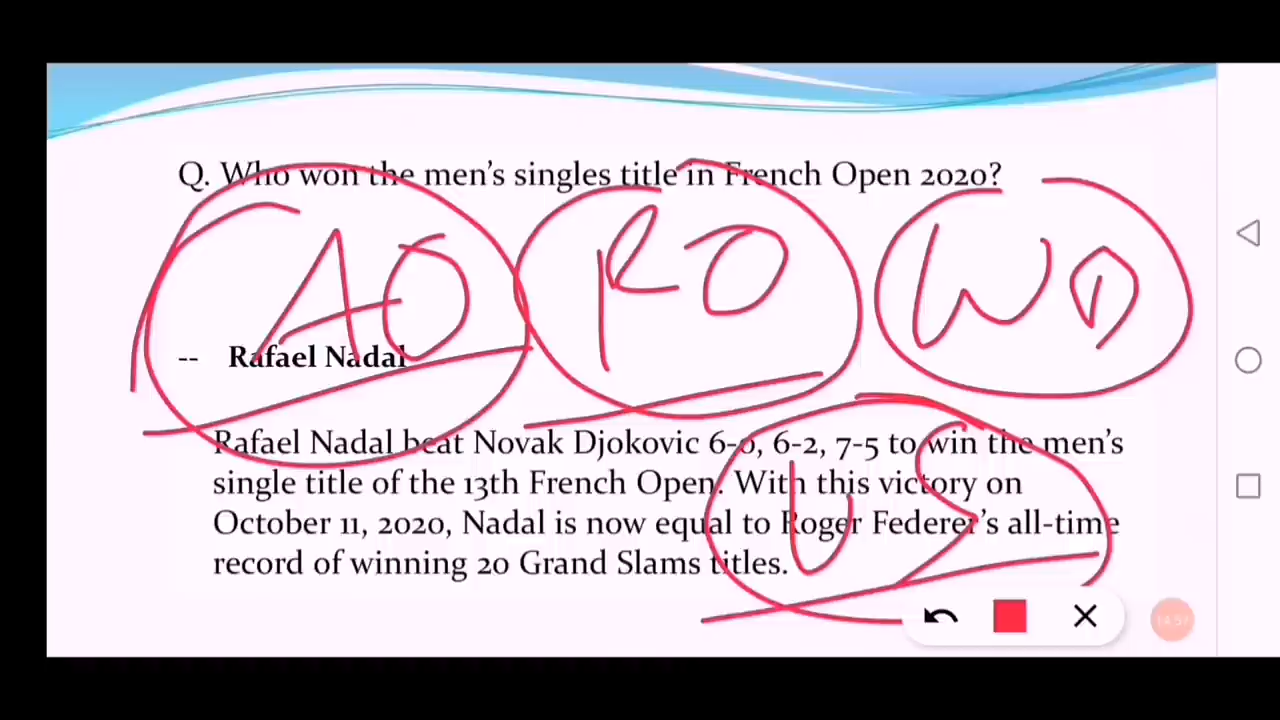 Q. Who won the men's singles title in French Open 2020?
AO RO WD
-- Rafael Nadal
Rafael Nadal beat Novak Djokovic 6-0, 6-2, 7-5 to win the men's
single title of the 13th French Open. With this victory on
October 11, 2020, Nadal is now equal to Roger Federer's all-time
record of winning 20 Grand Slams titles.
US
14:57